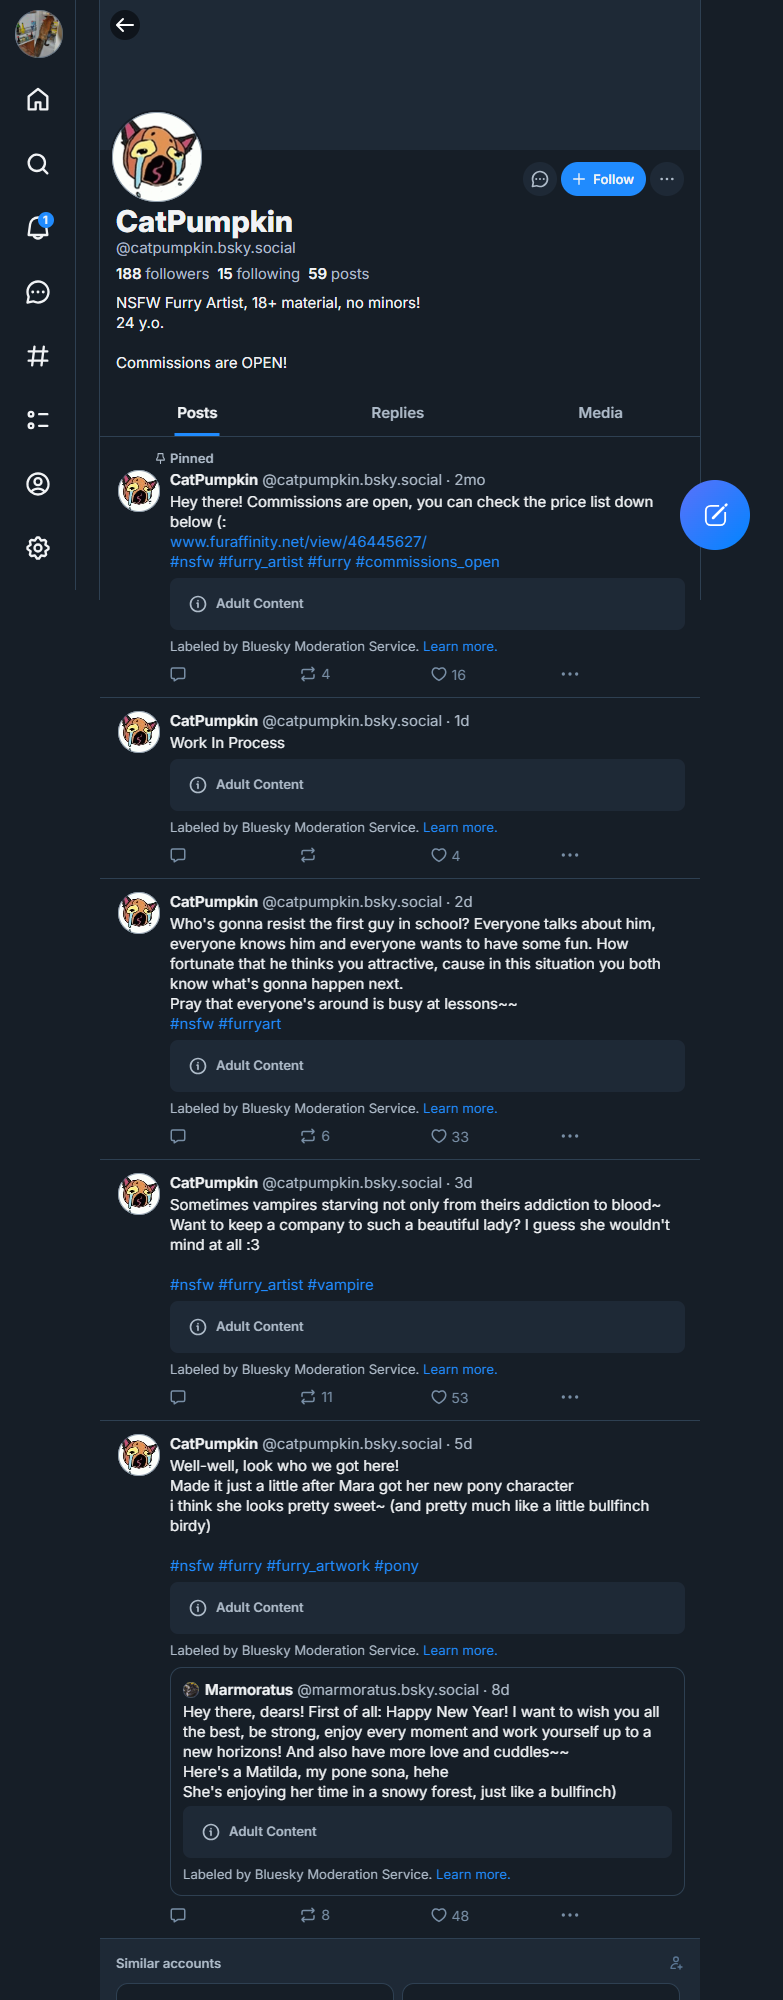 1
Follow
CatPumpkin
@catpumpkin.bsky.social
188 followers 15 following 59 posts
NSFW Furry Artist, 18+ material, no minors!
24 y.o.
Commissions are OPEN!
Posts Replies Media
Pinned
CatPumpkin @catpumpkin.bsky.social · 2mo
Hey there! Commissions are open, you can check the price list down
below (:
www.furaffinity.net/view/46445627/
#nsfw #furry_artist #furry #commissions_open
Adult Content
Labeled by Bluesky Moderation Service. Learn more.
4 16
CatPumpkin @catpumpkin.bsky.social · 1d
Work In Process
Adult Content
Labeled by Bluesky Moderation Service. Learn more.
4
CatPumpkin @catpumpkin.bsky.social · 2d
Who's gonna resist the first guy in school? Everyone talks about him,
everyone knows him and everyone wants to have some fun. How
fortunate that he thinks you attractive, cause in this situation you both
know what's gonna happen next.
Pray that everyone's around is busy at lessons~~
#nsfw #furryart
Adult Content
Labeled by Bluesky Moderation Service. Learn more.
6 33
CatPumpkin @catpumpkin.bsky.social · 3d
Sometimes vampires starving not only from theirs addiction to blood~
Want to keep a company to such a beautiful lady? I guess she wouldn't
mind at all :3
#nsfw #furry_artist #vampire
Adult Content
Labeled by Bluesky Moderation Service. Learn more.
11 53
CatPumpkin @catpumpkin.bsky.social · 5d
Well-well, look who we got here!
Made it just a little after Mara got her new pony character
i think she looks pretty sweet~ (and pretty much like a little bullfinch
birdy)
#nsfw #furry #furry_artwork #pony
Adult Content
Labeled by Bluesky Moderation Service. Learn more.
Marmoratus @marmoratus.bsky.social · 8d
Hey there, dears! First of all: Happy New Year! I want to wish you all
the best, be strong, enjoy every moment and work yourself up to a
new horizons! And also have more love and cuddles~~
Here's a Matilda, my pone sona, hehe
She's enjoying her time in a snowy forest, just like a bullfinch)
Adult Content
Labeled by Bluesky Moderation Service. Learn more.
8 48
Similar accounts